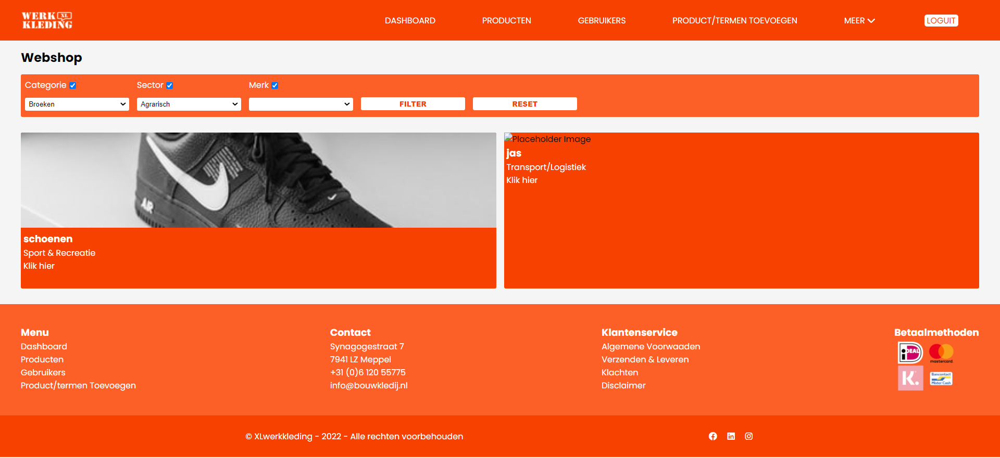 WERK XL
KLEDING
DASHBOARD PRODUCTEN GEBRUIKERS PRODUCT/TERMEN TOEVOEGEN MEER LOGUIT
Webshop
Categorie Sector Merk
Broeken Agrarisch FILTER RESET
AIR
schoenen
Sport & Recreatie
Klik hier
Placeholder Image
jas
Transport/Logistiek
Klik hier
Menu
Dashboard
Producten
Gebruikers
Product/termen Toevoegen
Contact
Synagogestraat 7
7941 LZ Meppel
+31 (0)6 120 55775
info@bouwkledij.nl
Klantenservice
Algemene Voorwaaden
Verzenden & Leveren
Klachten
Disclaimer
Betaalmethoden
iDEAL
mastercard
K.
Bancontact
Mister Cash
© XLwerkkleding - 2022 - Alle rechten voorbehouden